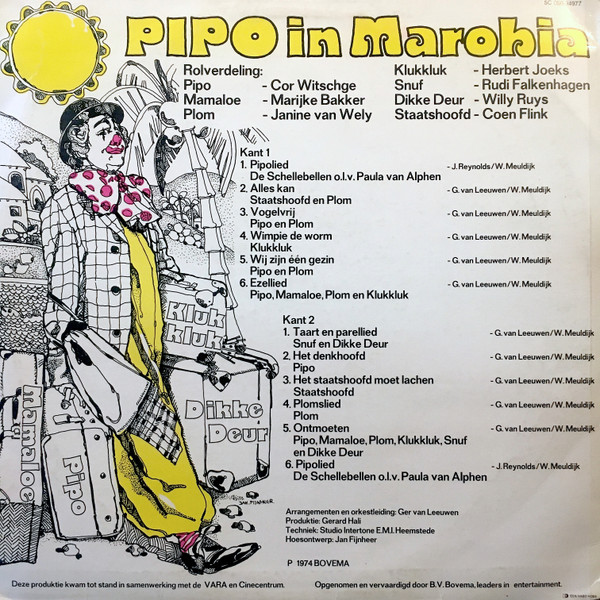 PIPO in Marobia
Rolverdeling:
Pipo - Cor Witschge
Mamaloe - Marijke Bakker
Plom - Janine van Wely
Klukkluk - Herbert Joeks
Snuf - Rudi Falkenhagen
Dikke Deur - Willy Ruys
Staatshoofd - Coen Flink
Kant 1
1. Pipolied - J. Reynolds/W. Meuldijk
De Schellebellen o.l.v. Paula van Alphen
2. Alles kan - G. van Leeuwen/W. Meuldijk
Staatshoofd en Plom
3. Vogelvrij - G. van Leeuwen/W. Meuldijk
Pipo en Plom
4. Wimpie de worm - G. van Leeuwen/W. Meuldijk
Klukkluk
5. Wij zijn één gezin - G. van Leeuwen/W. Meuldijk
Pipo en Plom
6. Ezellied - G. van Leeuwen/W. Meuldijk
Pipo, Mamaloe, Plom en Klukkluk
Kant 2
1. Taart en parellied - G. van Leeuwen/W. Meuldijk
Snuf en Dikke Deur
2. Het denkhoofd - G. van Leeuwen/W. Meuldijk
Pipo
3. Het staatshoofd moet lachen - G. van Leeuwen/W. Meuldijk
Staatshoofd
4. Plomslied - G. van Leeuwen/W. Meuldijk
Plom
5. Ontmoeten - G. van Leeuwen/W. Meuldijk
Pipo, Mamaloe, Plom, Klukkluk, Snuf
en Dikke Deur
6. Pipolied - J. Reynolds/W. Meuldijk
De Schellebellen o.l.v. Paula van Alphen
Kluk
kluk
Dikke
Deur
Mamaloe
Pipo
JAN FIJNHEER
Arrangementen en orkestleiding: Ger van Leeuwen
Produktie: Gerard Hali
Techniek: Studio Intertone E.M.I. Heemstede
Hoesontwerp: Jan Fijnheer
P 1974 BOVEMA
Deze produktie kwam tot stand in samenwerking met de VARA en Cinecentrum.
Opgenomen en vervaardigd door B.V. Bovema, leaders in entertainment.